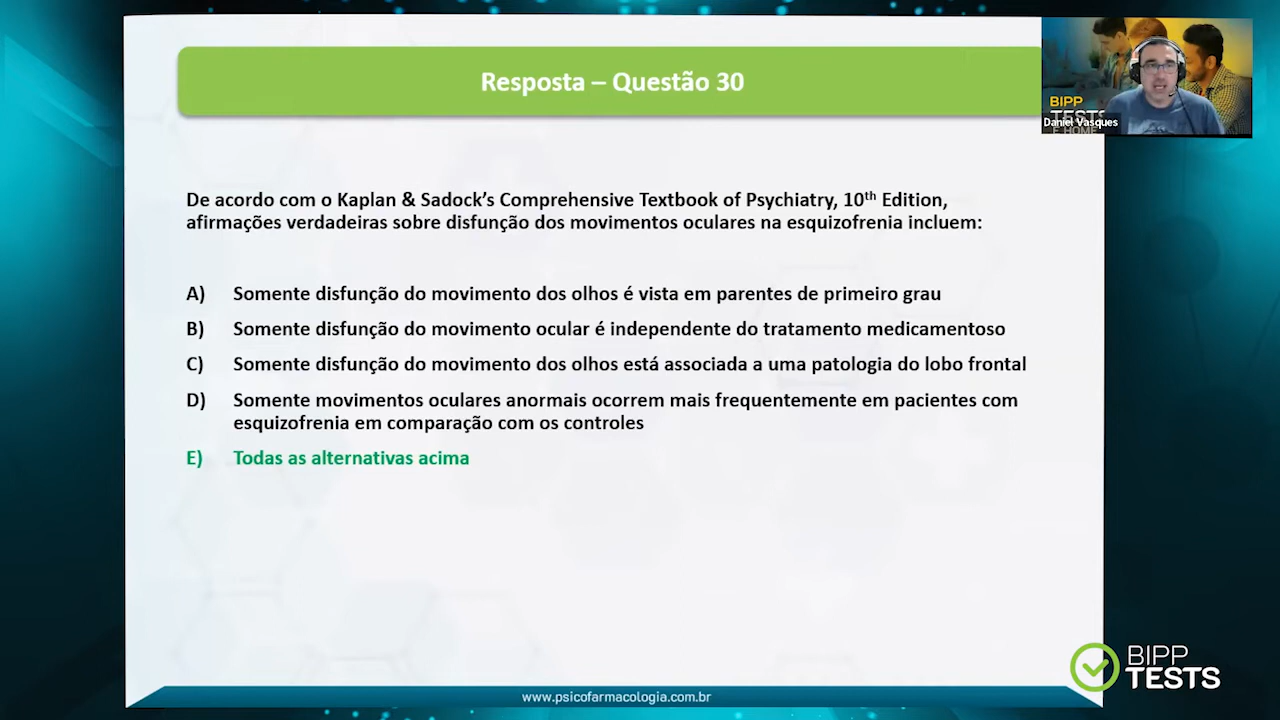 Resposta – Questão 30
BIPP
TESTS
Daniel Vasques
E HOME
De acordo com o Kaplan & Sadock’s Comprehensive Textbook of Psychiatry, 10th Edition,
afirmações verdadeiras sobre disfunção dos movimentos oculares na esquizofrenia incluem:
A) Somente disfunção do movimento dos olhos é vista em parentes de primeiro grau
B) Somente disfunção do movimento ocular é independente do tratamento medicamentoso
C) Somente disfunção do movimento dos olhos está associada a uma patologia do lobo frontal
D) Somente movimentos oculares anormais ocorrem mais frequentemente em pacientes com
esquizofrenia em comparação com os controles
E) Todas as alternativas acima
BIPP
TESTS
www.psicofarmacologia.com.br